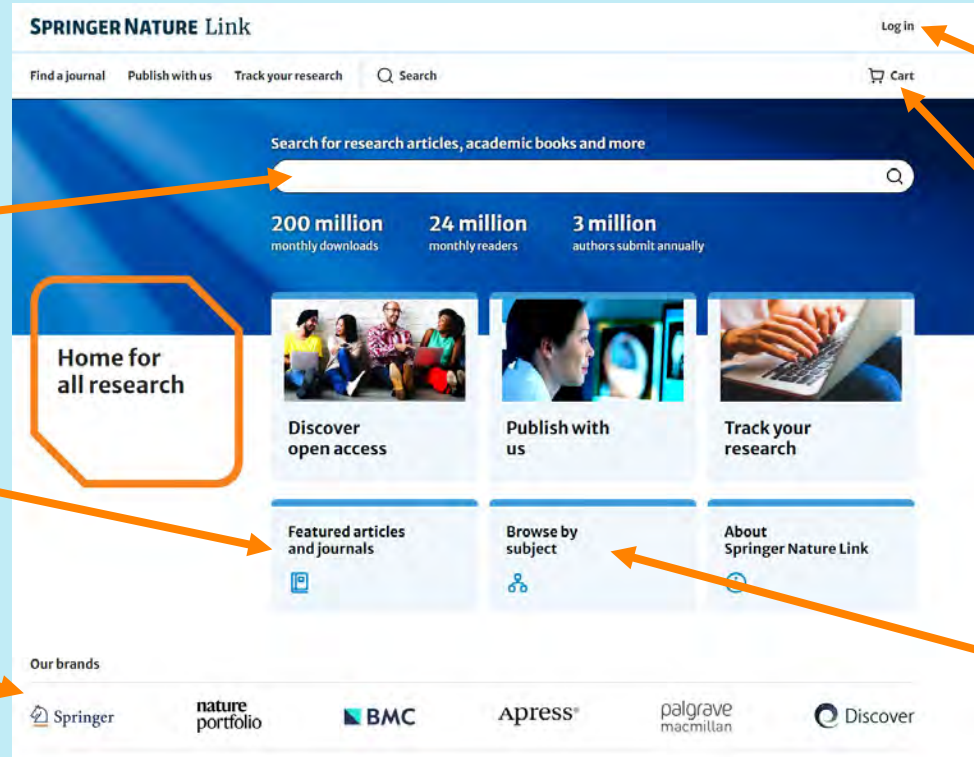 SPRINGER NATURE Link
Log in
Find a journal Publish with us Track your research Search
Cart
Search for research articles, academic books and more
200 million 24 million 3 million
monthly downloads monthly readers authors submit annually
Home for
all research
Discover
open access
Publish with
us
Track your
research
Featured articles
and journals
Browse by
subject
About
Springer Nature Link
Our brands
Springer
nature
portfolio
BMC
Apress®
palgrave
macmillan
Discover